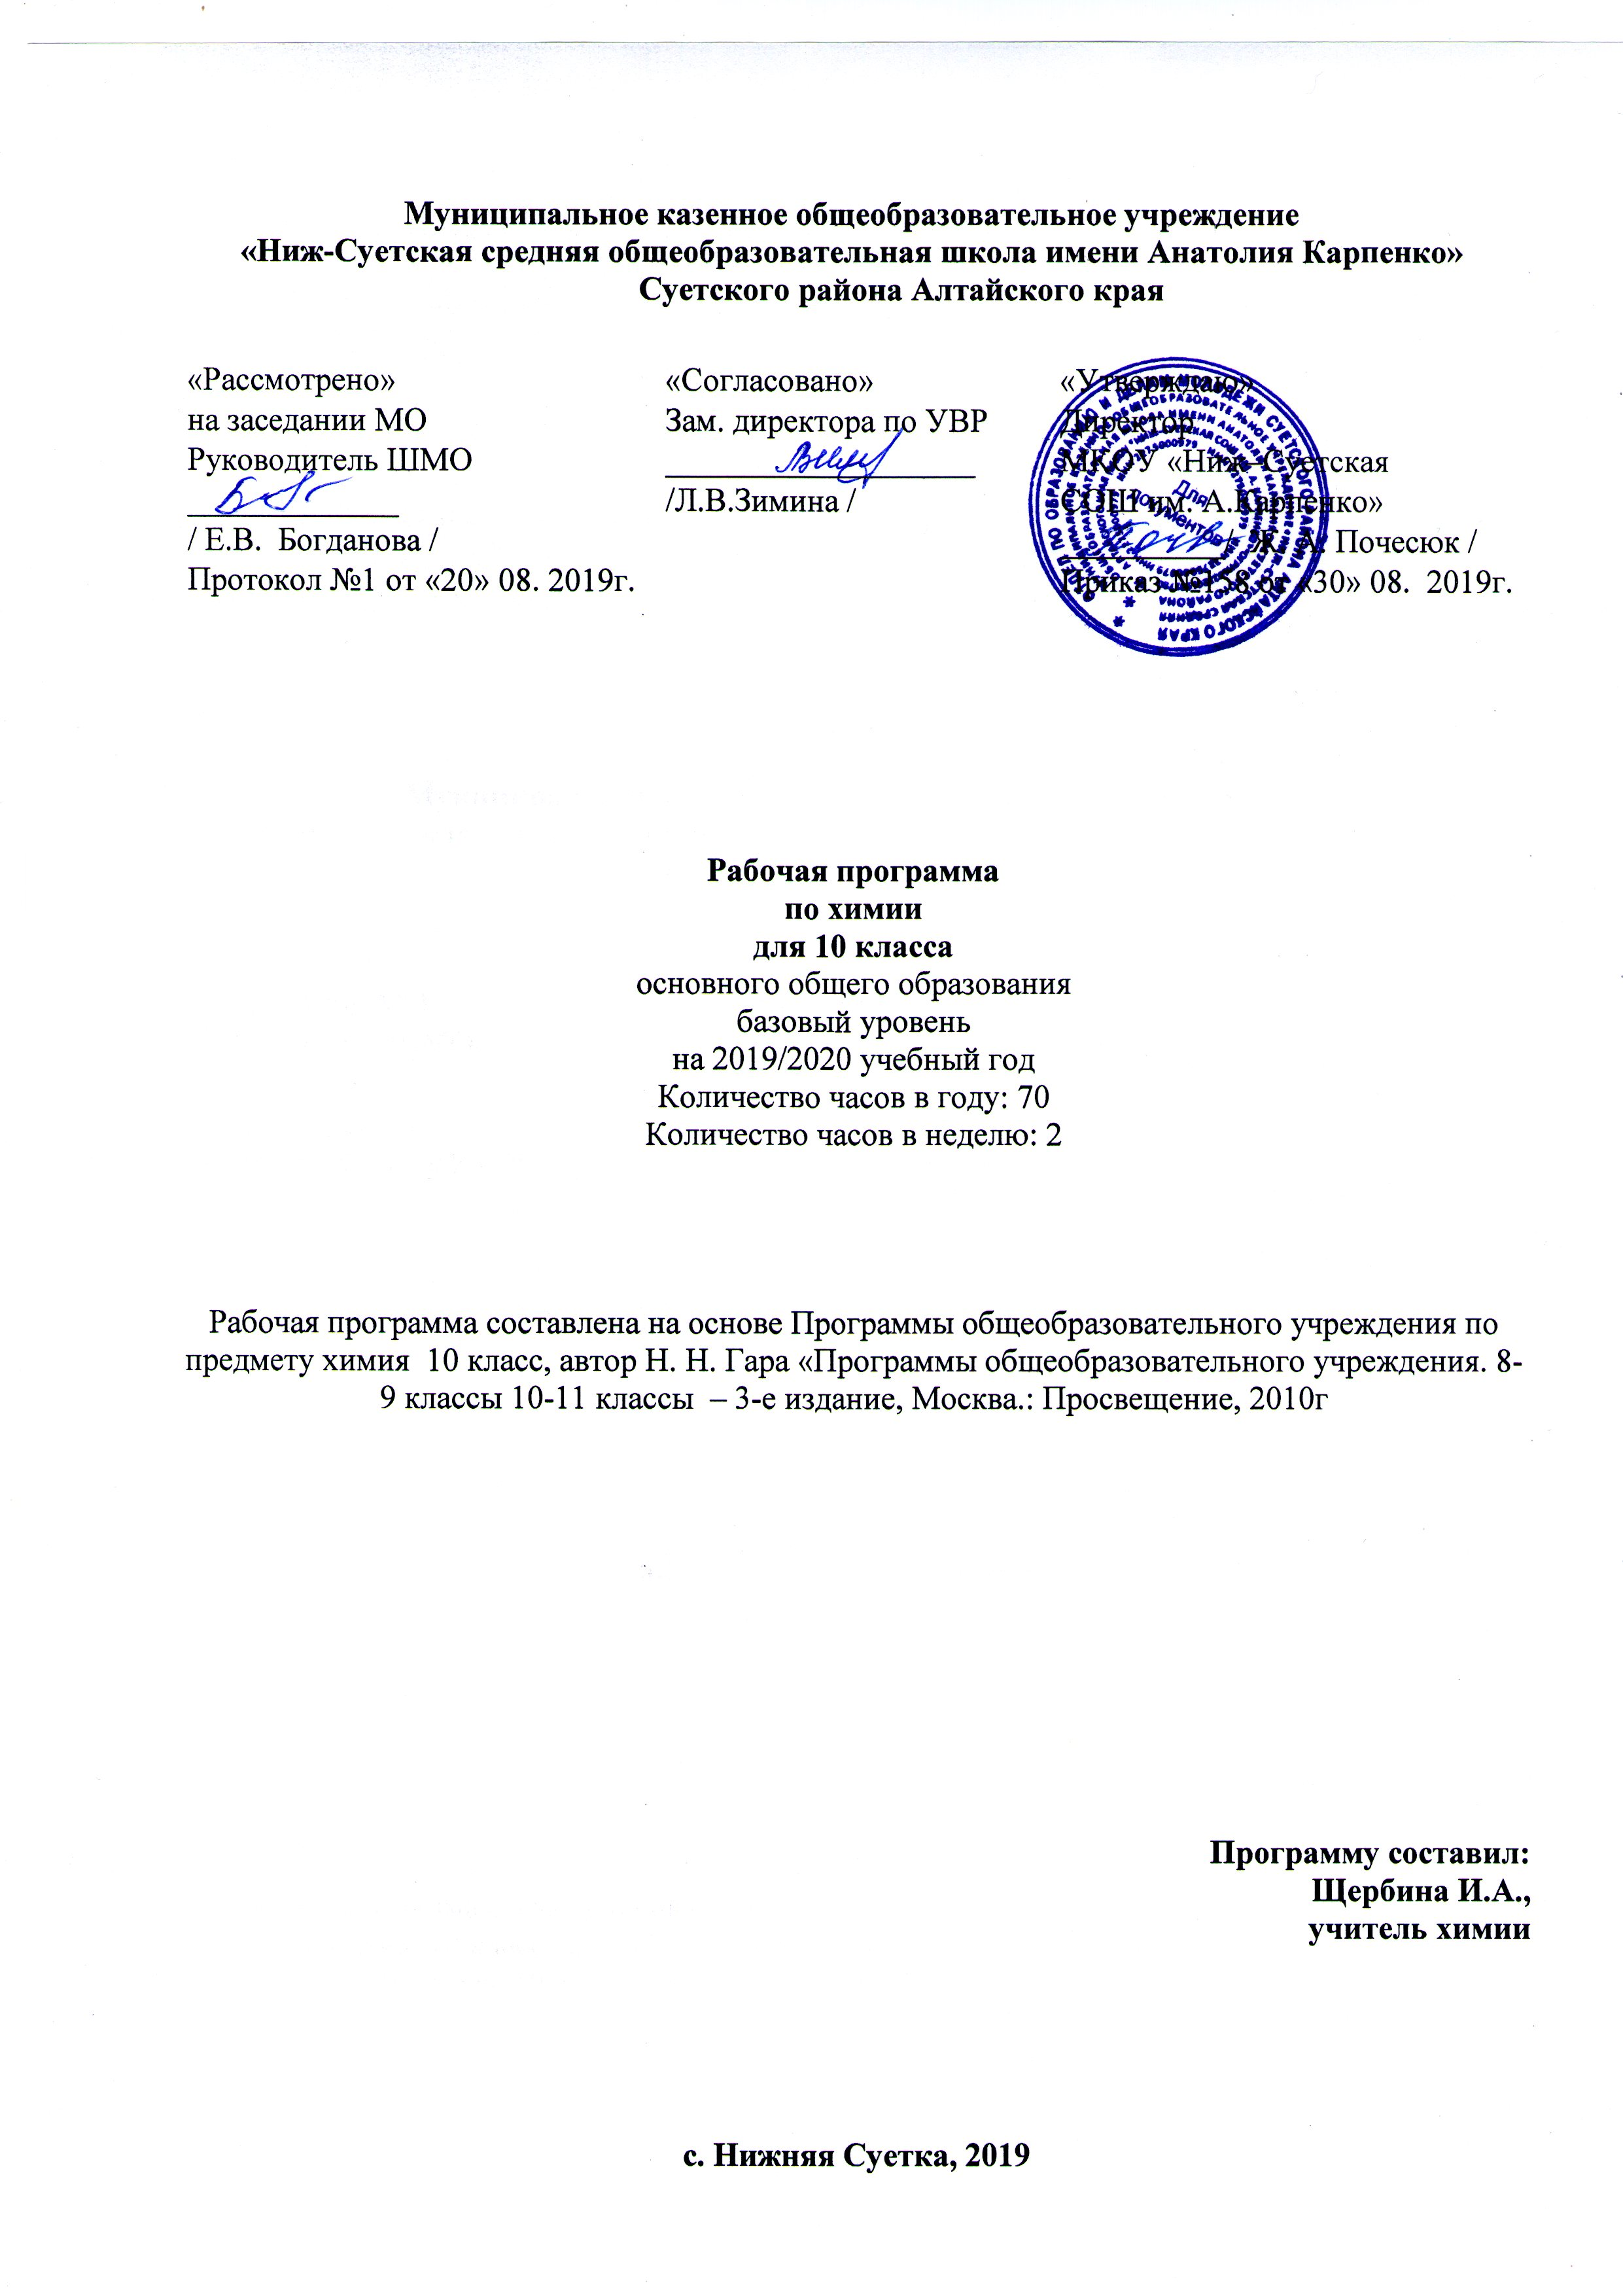 Муниципальное казенное общеобразовательное учреждение
«Ниж-Суетская средняя общеобразовательная школа имени Анатолия Карпенко»
Суетского района Алтайского края
«Рассмотрено»
на заседании МО
Руководитель ШМО
/ Е.В. Богданова /
Протокол №1 от «20» 08. 2019г.
«Согласовано»
Зам. директора по УВР
/Л.В.Зимина /
«Утверждаю»
Директор
МКОУ «Ниж-Суетская
СОШ им. А.Карпенко»
/ Ж. А. Почесюк /
Приказ №158 от «30» 08. 2019г.
Для
документов
Рабочая программа
по химии
для 10 класса
основного общего образования
базовый уровень
на 2019/2020 учебный год
Количество часов в году: 70
Количество часов в неделю: 2
Рабочая программа составлена на основе Программы общеобразовательного учреждения по
предмету химия 10 класс, автор Н. Н. Гара «Программы общеобразовательного учреждения. 8-
9 классы 10-11 классы – 3-е издание, Москва.: Просвещение, 2010г
Программу составил:
Щербина И.А.,
учитель химии
с. Нижняя Суетка, 2019